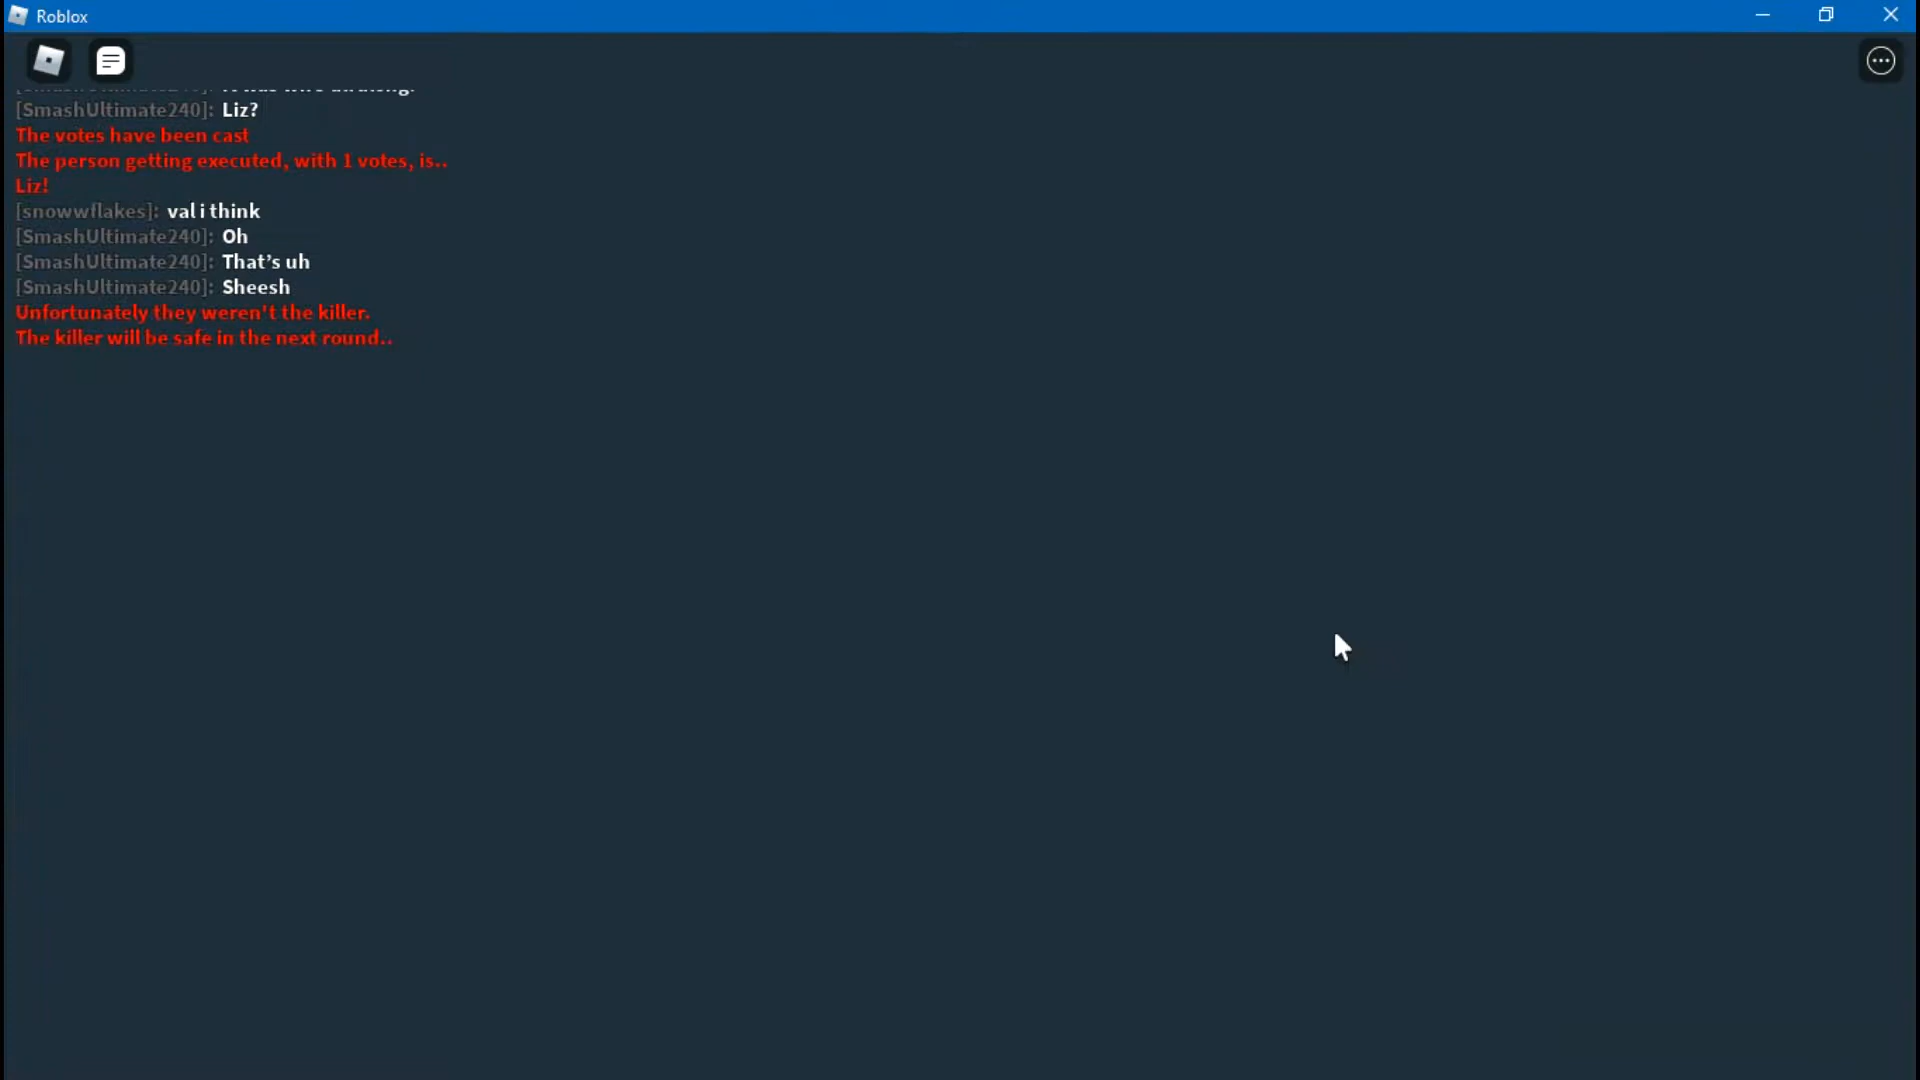 Roblox
[SmashUltimate240]: Liz?
The votes have been cast
The person getting executed, with 1 votes, is..
Liz!
[snowwflakes]: val i think
[SmashUltimate240]: Oh
[SmashUltimate240]: That’s uh
[SmashUltimate240]: Sheesh
Unfortunately they weren't the killer.
The killer will be safe in the next round..